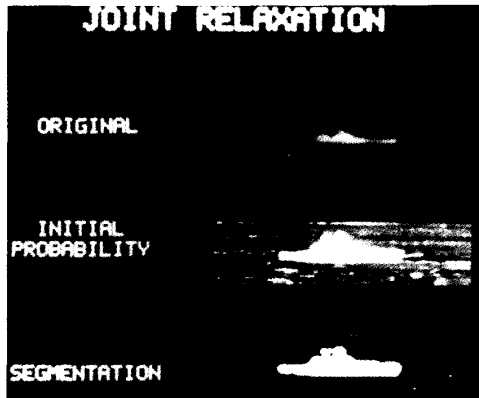 JOINT RELAXATION
ORIGINAL
INITIAL
PROBABILITY
SEGMENTATION